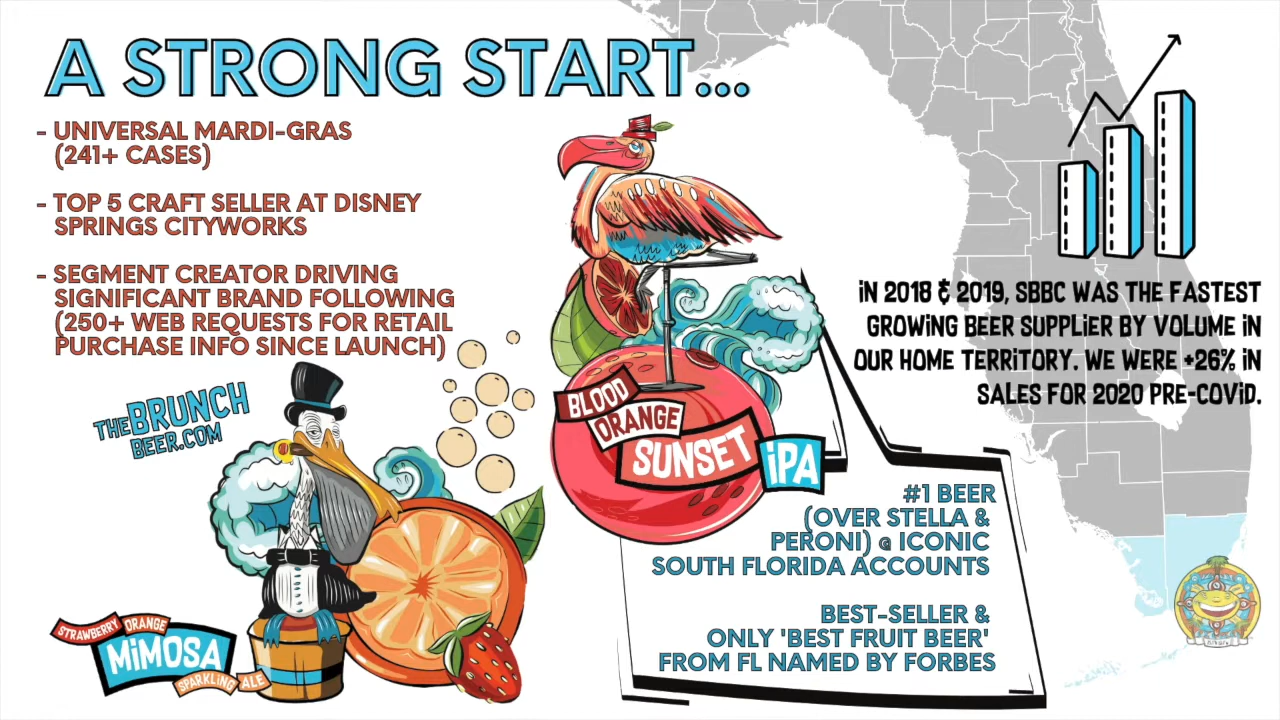 A STRONG START...
- UNIVERSAL MARDI-GRAS
(241+ CASES)
- TOP 5 CRAFT SELLER AT DISNEY
SPRINGS CITYWORKS
- SEGMENT CREATOR DRIVING
SIGNIFICANT BRAND FOLLOWING
(250+ WEB REQUESTS FOR RETAIL
PURCHASE INFO SINCE LAUNCH)
THE BRUNCH
BEER.COM
STRAWBERRY ORANGE
MiMOSA
SPARKLiNG ALE
BLOOD
ORANGE
SUNSET
iPA
iN 2018 & 2019, SBBC WAS THE FASTEST
GROWiNG BEER SUPPLiER BY VOLUME iN
OUR HOME TERRiTORY. WE WERE +26% iN
SALES FOR 2020 PRE-COViD.
#1 BEER
(OVER STELLA &
PERONI) @ ICONIC
SOUTH FLORIDA ACCOUNTS
BEST-SELLER &
ONLY 'BEST FRUIT BEER'
FROM FL NAMED BY FORBES